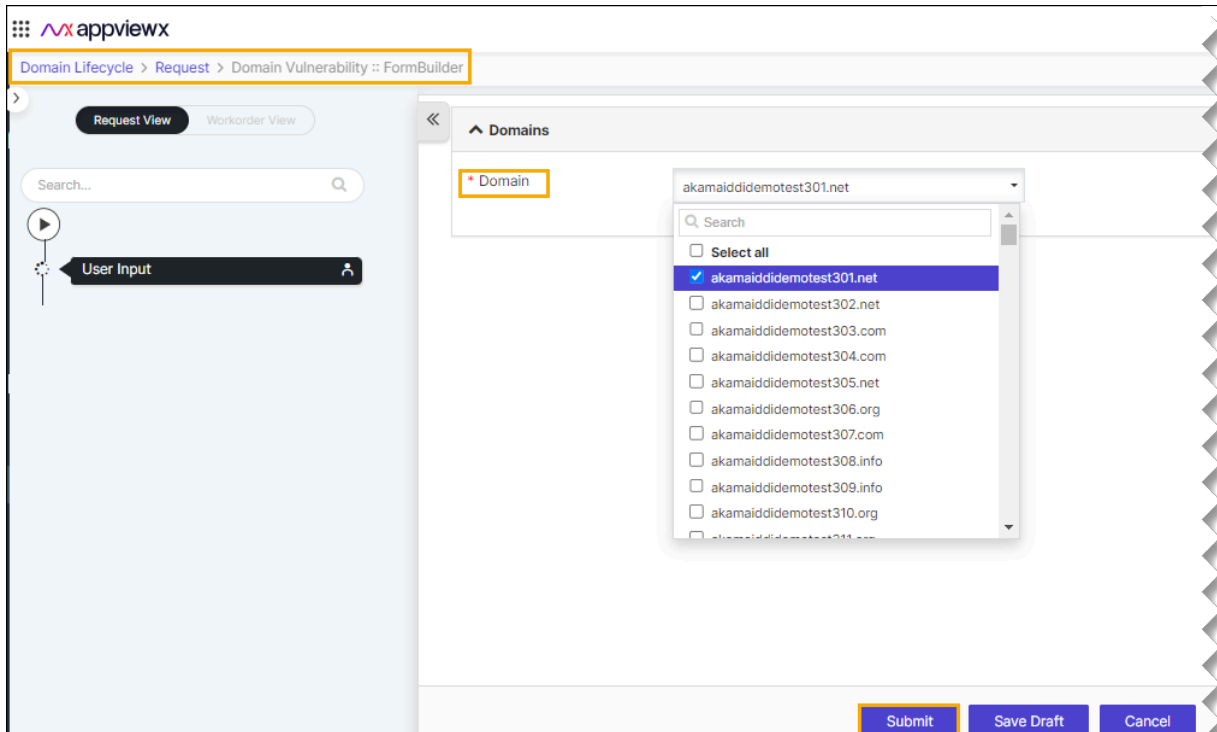 appviewx
Domain Lifecycle > Request > Domain Vulnerability :: FormBuilder
Request View
Workorder View
Search...
User Input
Domains
* Domain
akamaiddidemotest301.net
Search
Select all
akamaiddidemotest301.net
akamaiddidemotest302.net
akamaiddidemotest303.com
akamaiddidemotest304.com
akamaiddidemotest305.net
akamaiddidemotest306.org
akamaiddidemotest307.com
akamaiddidemotest308.info
akamaiddidemotest309.info
akamaiddidemotest310.org
Submit
Save Draft
Cancel